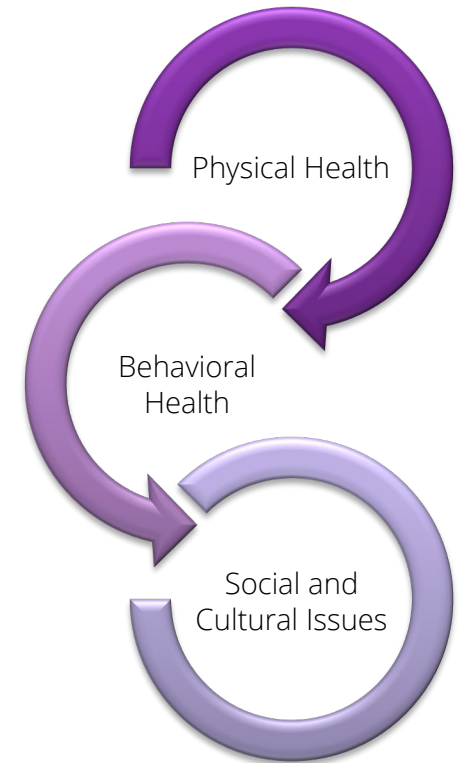 Physical Health
Behavioral
Health
Social and
Cultural Issues